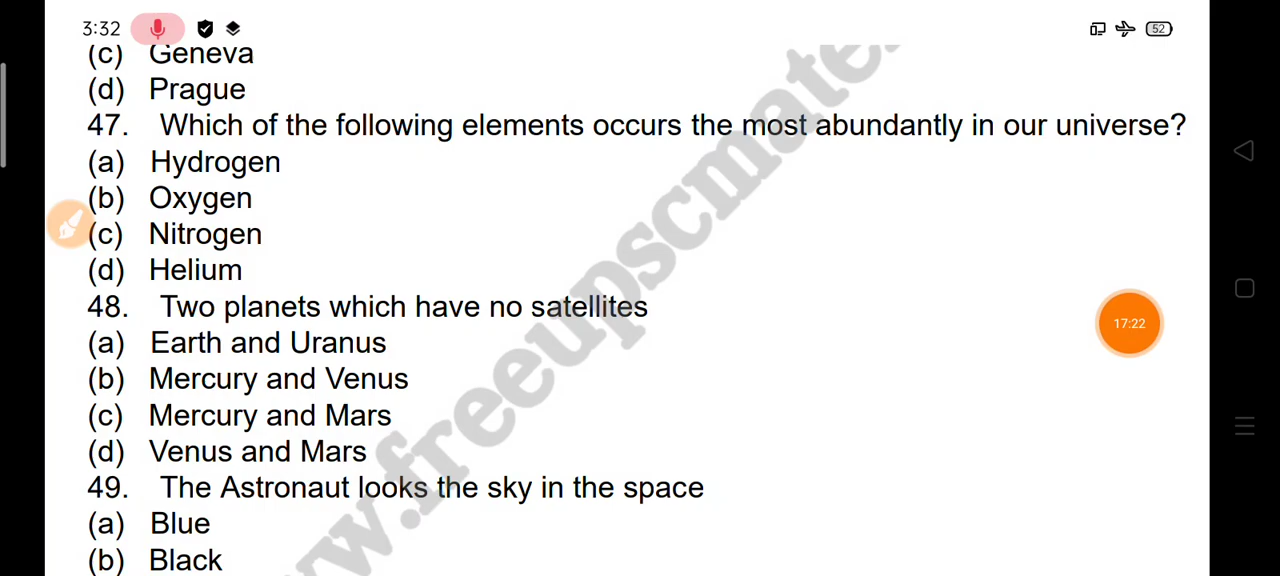 3:32
52
(c) Geneva
(d) Prague
47. Which of the following elements occurs the most abundantly in our universe?
(a) Hydrogen
(b) Oxygen
(c) Nitrogen
(d) Helium
48. Two planets which have no satellites
17:22
(a) Earth and Uranus
(b) Mercury and Venus
(c) Mercury and Mars
(d) Venus and Mars
49. The Astronaut looks the sky in the space
(a) Blue
(b) Black
www.freeupscmate